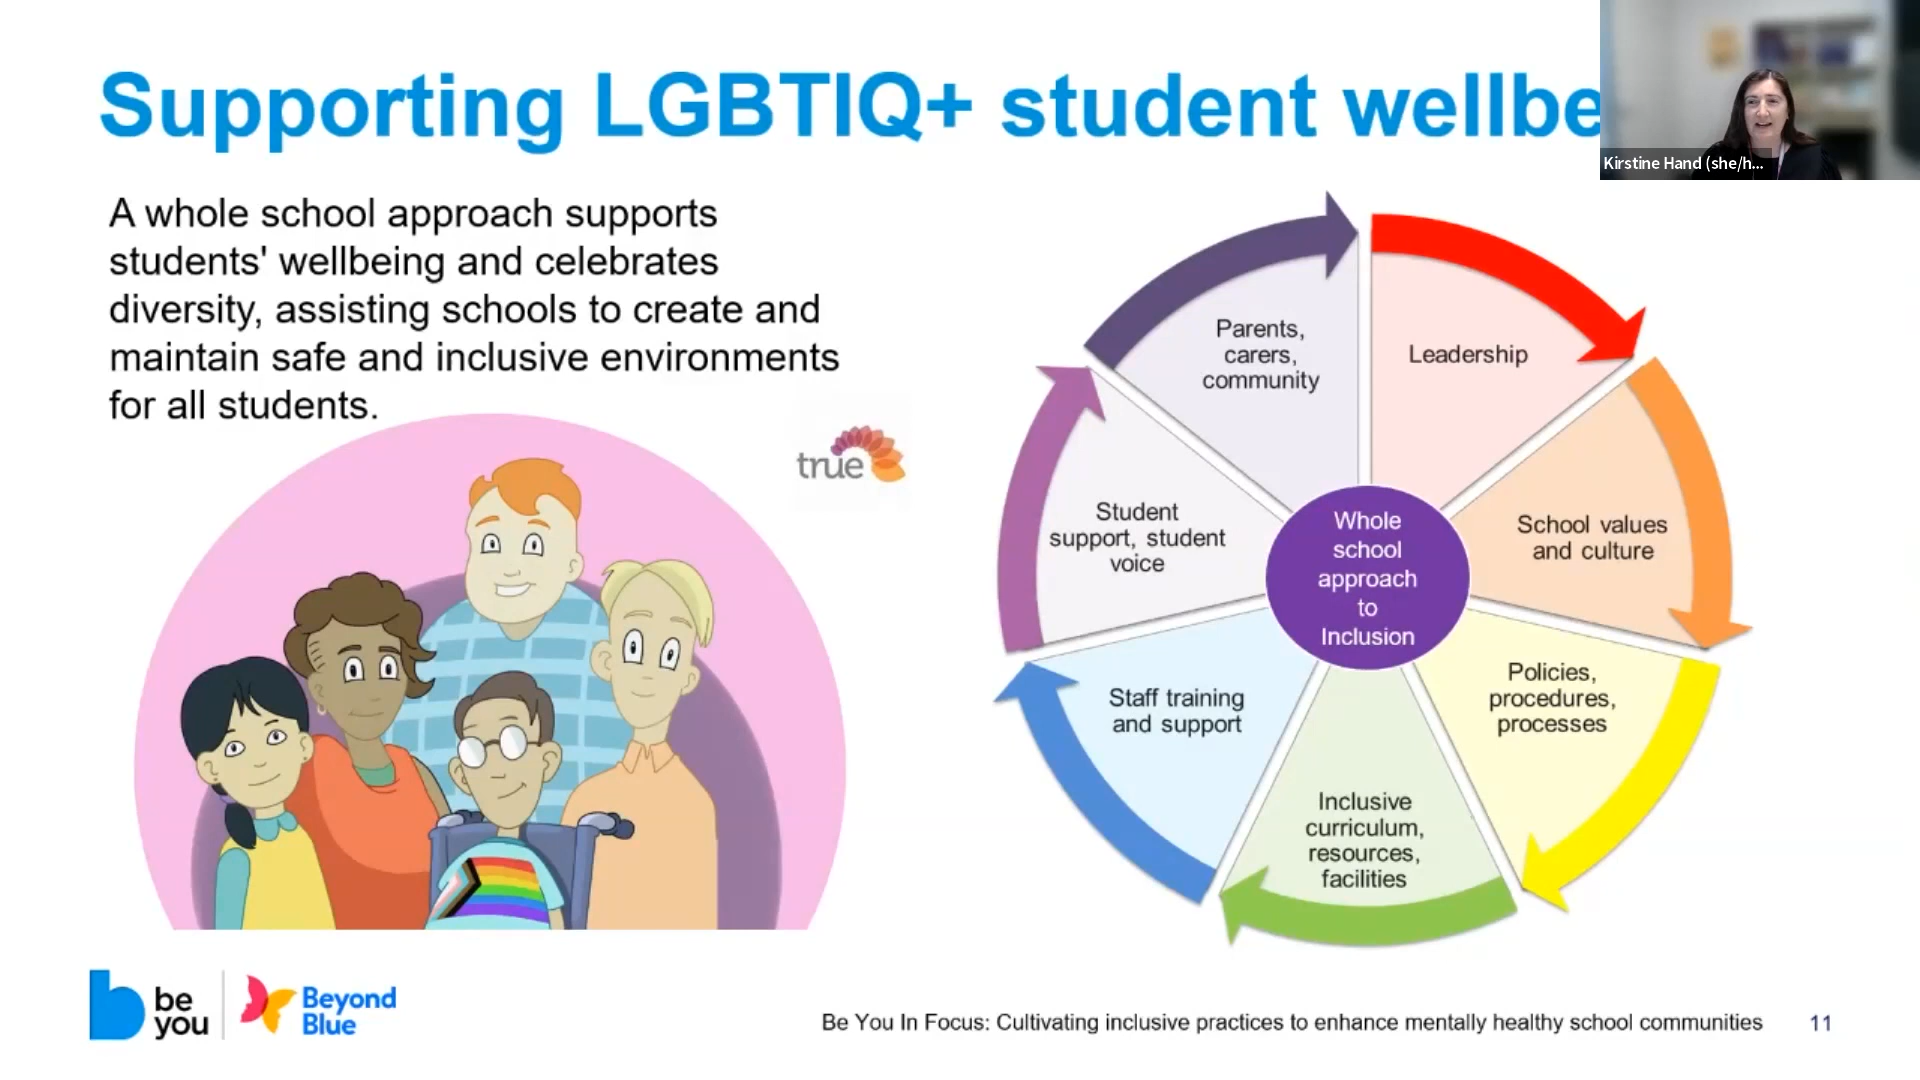 Supporting LGBTIQ+ student wellbe
Kirstine Hand (she/h...
A whole school approach supports
students' wellbeing and celebrates
diversity, assisting schools to create and
maintain safe and inclusive environments
for all students.
true
Parents,
carers,
community
Leadership
School values
and culture
Policies,
procedures,
processes
Inclusive
curriculum,
resources,
facilities
Staff training
and support
Student
support, student
voice
Whole
school
approach
to
Inclusion
be
you
Beyond
Blue
Be You In Focus: Cultivating inclusive practices to enhance mentally healthy school communities
11